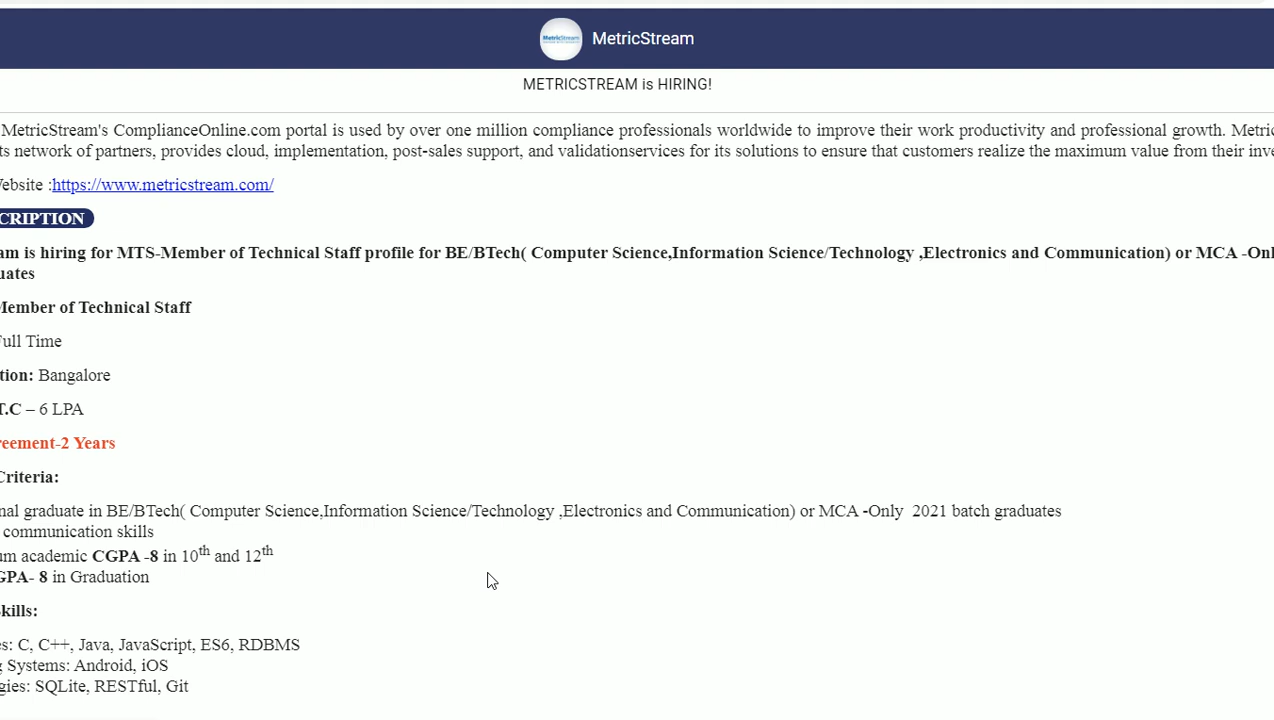 MetricStream
MetricStream
METRICSTREAM is HIRING!
MetricStream's ComplianceOnline.com portal is used by over one million compliance professionals worldwide to improve their work productivity and professional growth. Metric
ts network of partners, provides cloud, implementation, post-sales support, and validationservices for its solutions to ensure that customers realize the maximum value from their inve
ebsite :https://www.metricstream.com/
CRIPTION
am is hiring for MTS-Member of Technical Staff profile for BE/BTech( Computer Science,Information Science/Technology ,Electronics and Communication) or MCA -Onl
uates
Member of Technical Staff
Full Time
tion: Bangalore
T.C – 6 LPA
reement-2 Years
Criteria:
nal graduate in BE/BTech( Computer Science,Information Science/Technology ,Electronics and Communication) or MCA -Only 2021 batch graduates
communication skills
um academic CGPA -8 in 10th and 12th
GPA- 8 in Graduation
kills:
es: C, C++, Java, JavaScript, ES6, RDBMS
g Systems: Android, iOS
gies: SQLite, RESTful, Git